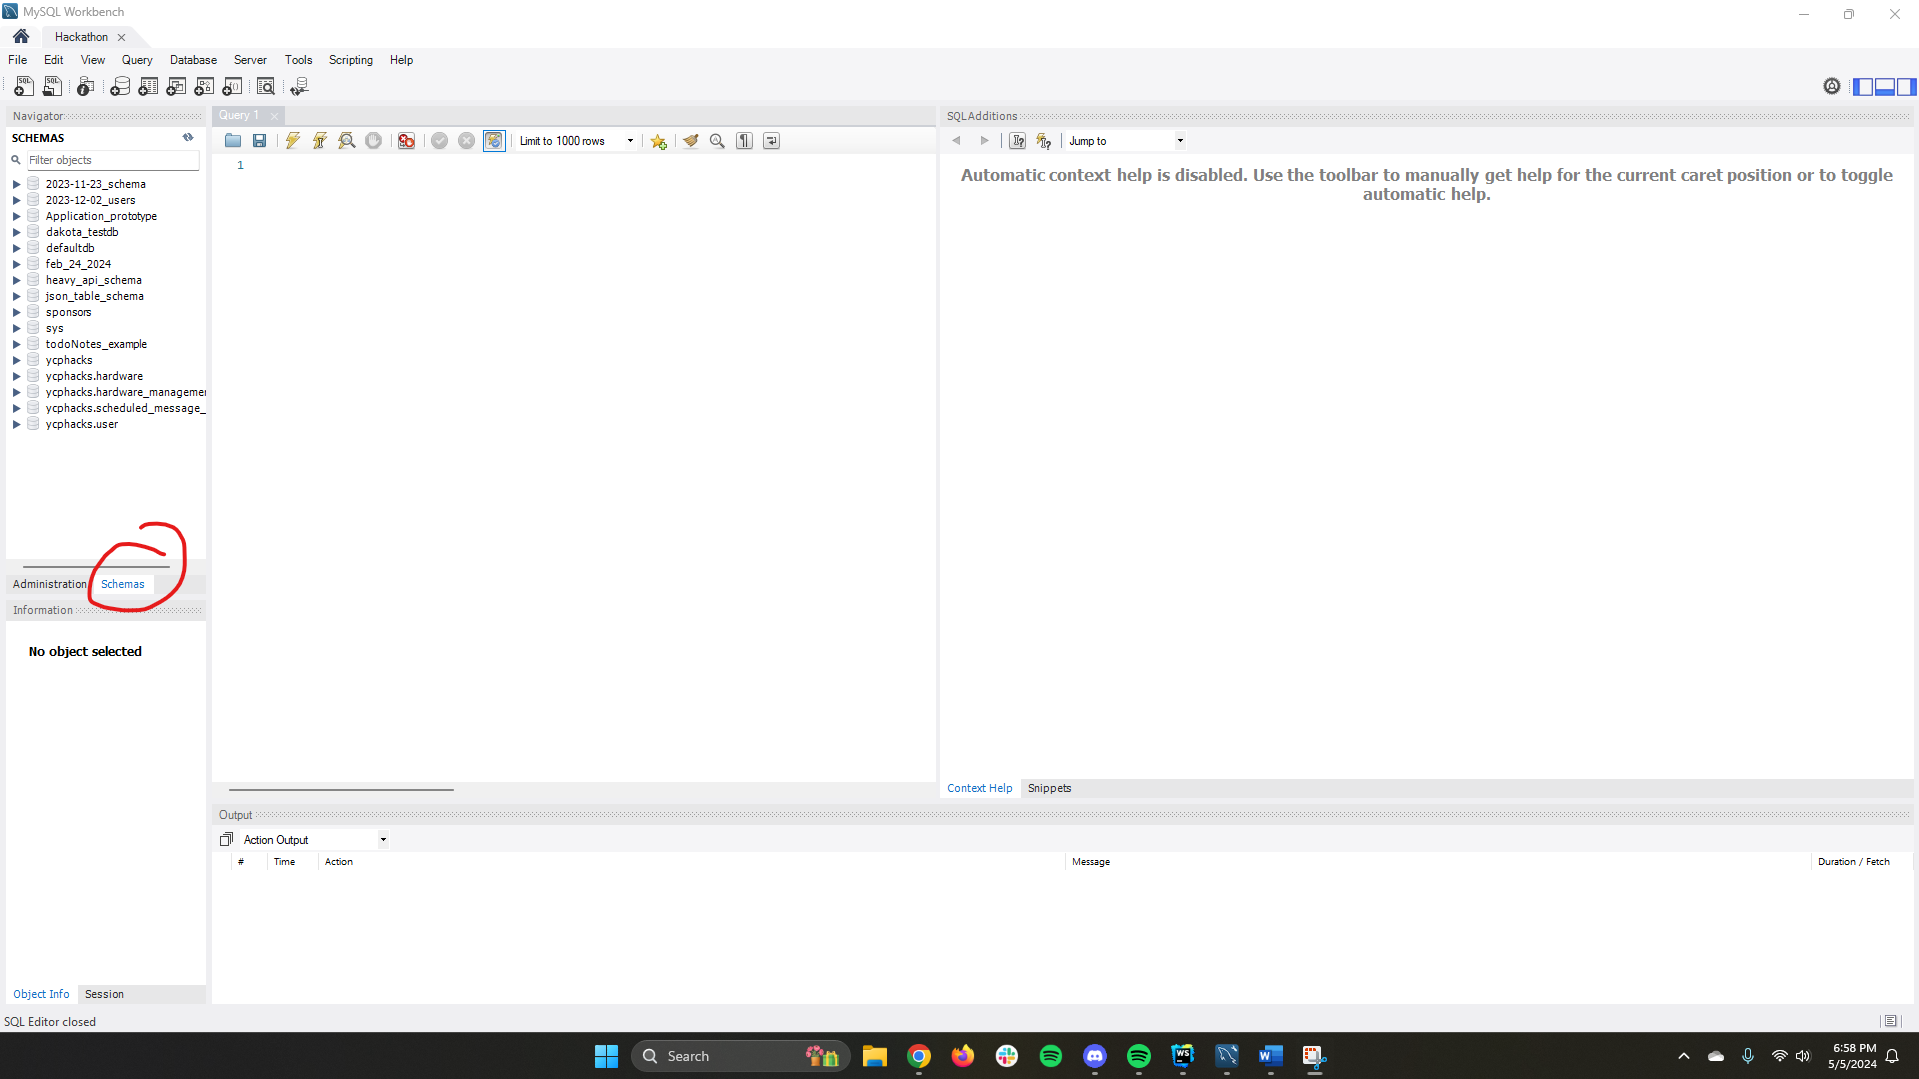 MySQL Workbench
Hackathon
File Edit View Query Database Server Tools Scripting Help
Navigator
SCHEMAS
Filter objects
2023-11-23_schema
2023-12-02_users
Application_prototype
dakota_testdb
defaultdb
feb_24_2024
heavy_api_schema
json_table_schema
sponsors
sys
todoNotes_example
ycphacks
ycphacks.hardware
ycphacks.hardware_managemen
ycphacks.scheduled_message_
ycphacks.user
Administration Schemas
Information
No object selected
Object Info Session
Query 1
Limit to 1000 rows
1
SQLAdditions
Jump to
Automatic context help is disabled. Use the toolbar to manually get help for the current caret position or to toggle
automatic help.
Context Help Snippets
Output
Action Output
# Time Action Message Duration / Fetch
SQL Editor closed
Search
WS
W
6:58 PM
5/5/2024